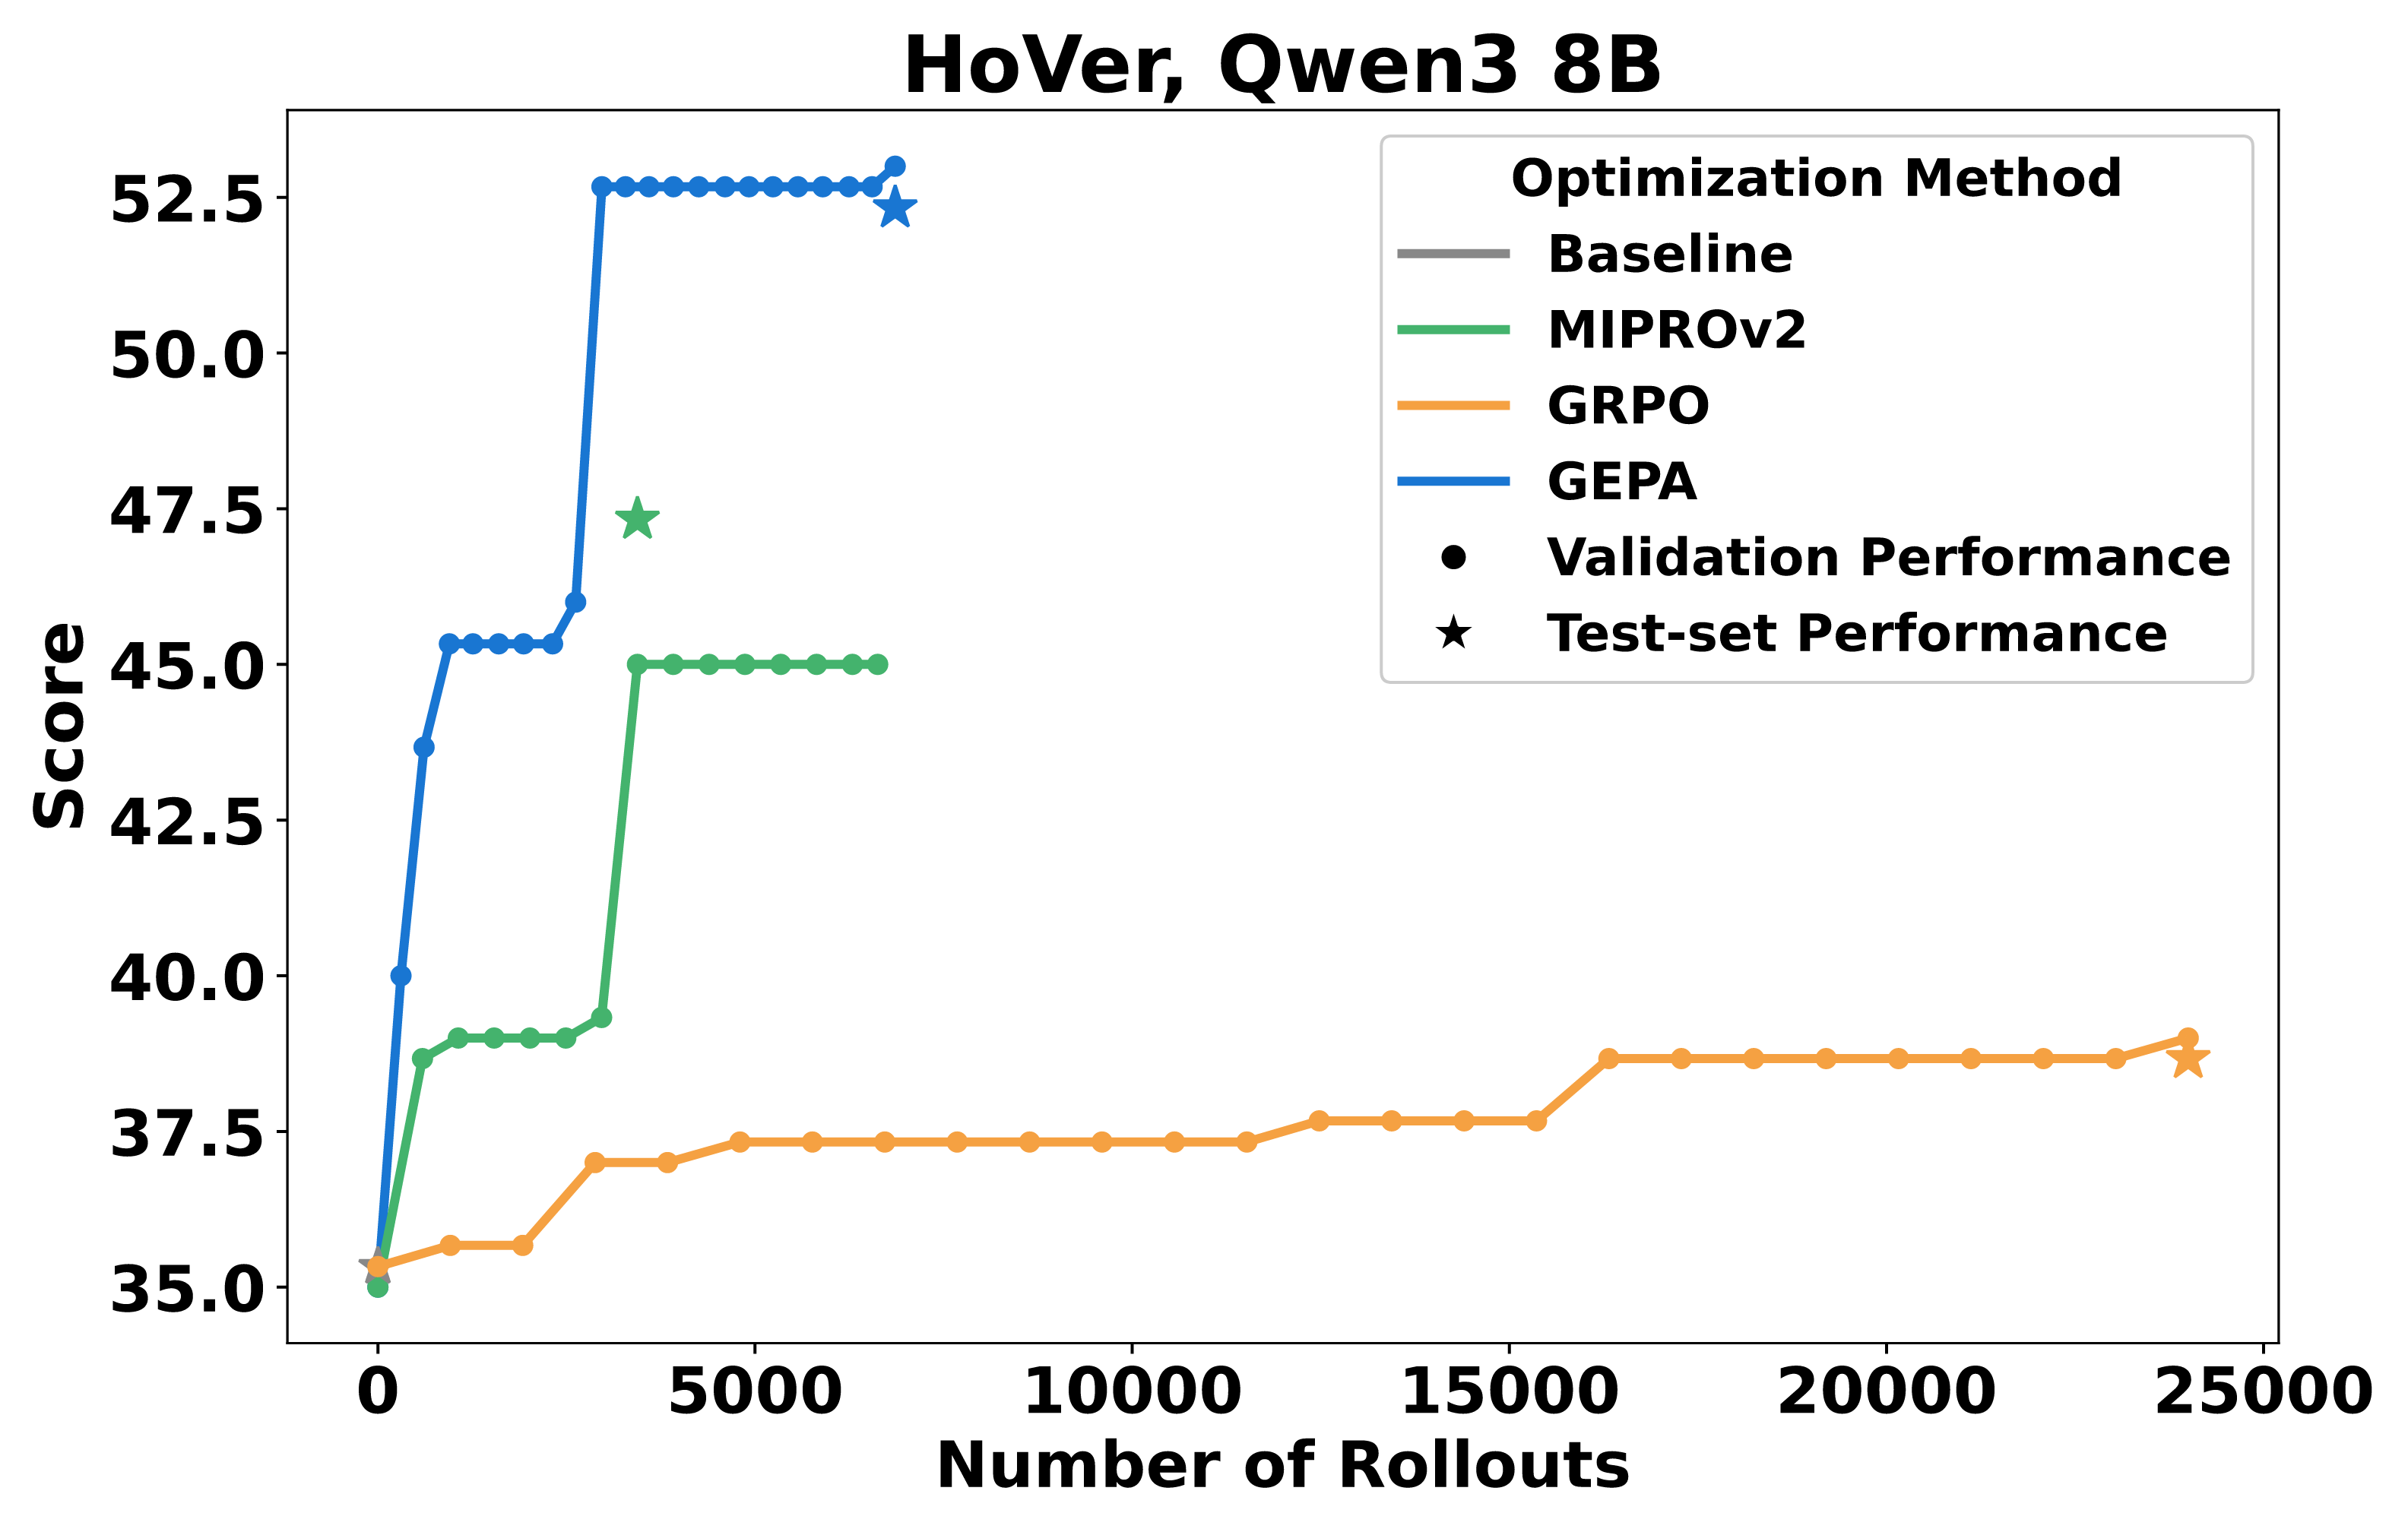 HoVer, Qwen3 8B
Optimization Method
Baseline
MIPROv2
GRPO
GEPA
Validation Performance
Test-set Performance
Score
52.5
50.0
47.5
45.0
42.5
40.0
37.5
35.0
0 5000 10000 15000 20000 25000
Number of Rollouts